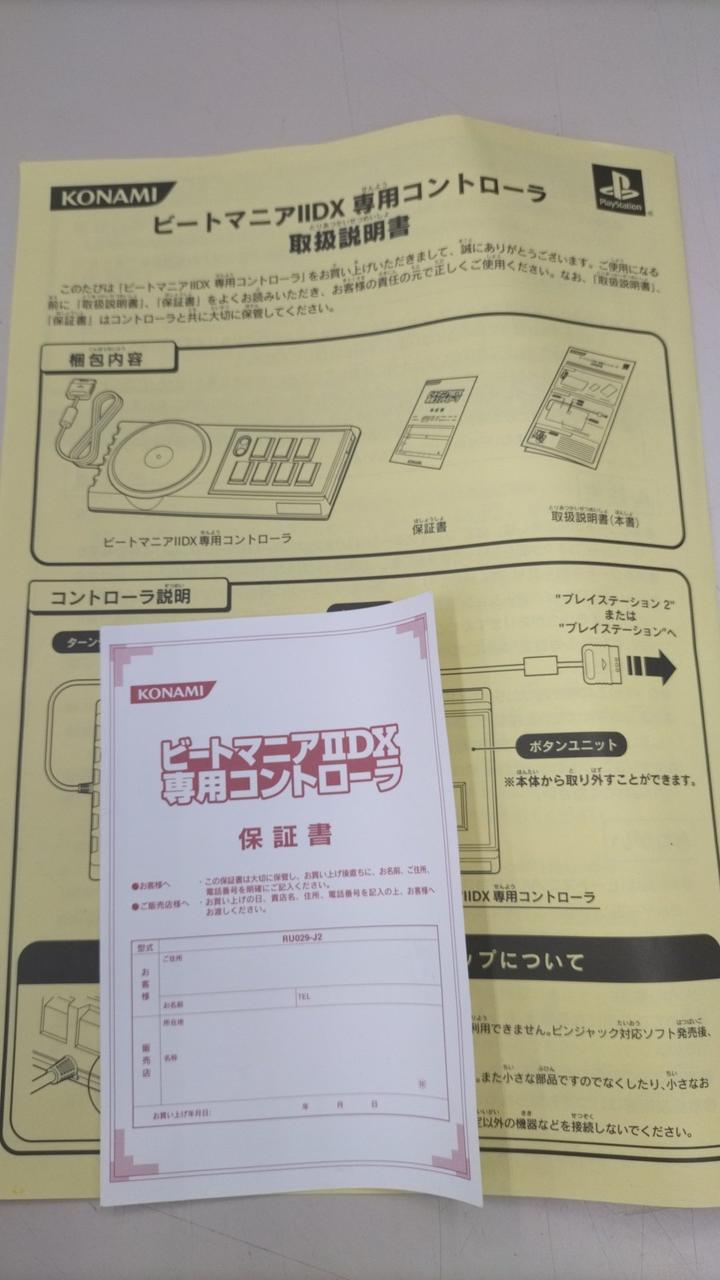 KONAMI
ビートマニアIIDX 専用コントローラ
取扱説明書
PlayStation
このたびは「ビートマニアIIDX 専用コントローラ」をお買い上げいただきまして、誠にありがとうございます。ご使用になる
前に「取扱説明書」、「保証書」をよくお読みいただき、お客様の責任の元で正しくご使用ください。なお、「取扱説明書」、
「保証書」はコントローラと共に大切に保管してください。
梱包内容
ビートマニアIIDX 専用コントローラ
保証書
取扱説明書(本書)
コントローラ説明
"プレイステーション 2"
または
"プレイステーション"へ
ターン
ボタンユニット
※本体から取り外すことができます。
IIDX 専用コントローラ
ップについて
利用できません。ピンジャック対応ソフト発売後、
。また小さな部品ですのでなくしたり、小さなお
定以外の機器などを接続しないでください。
KONAMI
ビートマニアIIDX
専用コントローラ
保証書
●お客様へ ・この保証書は大切に保管し、お買い上げ後直ちに、お名前、ご住所、
電話番号を明確にご記入ください。
●ご販売店様へ ・お買い上げの日、貴店名、住所、電話番号を記入の上、お客様へ
お渡しください。
型式 RU029-J2
お客様
ご住所
お名前 TEL
販売店
所在地
名称
㊞
お買い上げ年月日: 年 月 日